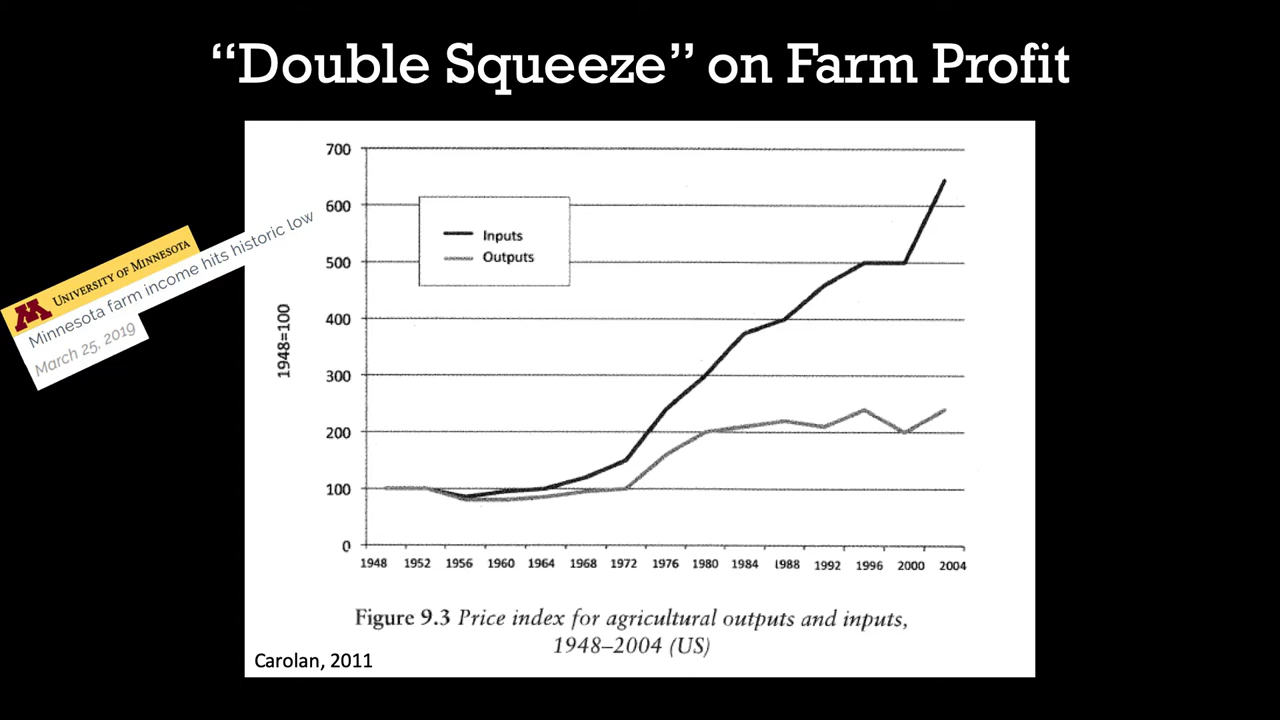 “Double Squeeze” on Farm Profit
UNIVERSITY OF MINNESOTA
Minnesota farm income hits historic low
March 25, 2019
700
600
500
400
300
200
100
0
1948=100
Inputs
Outputs
1948 1952 1956 1960 1964 1968 1972 1976 1980 1984 1988 1992 1996 2000 2004
Figure 9.3 Price index for agricultural outputs and inputs,
1948–2004 (US)
Carolan, 2011